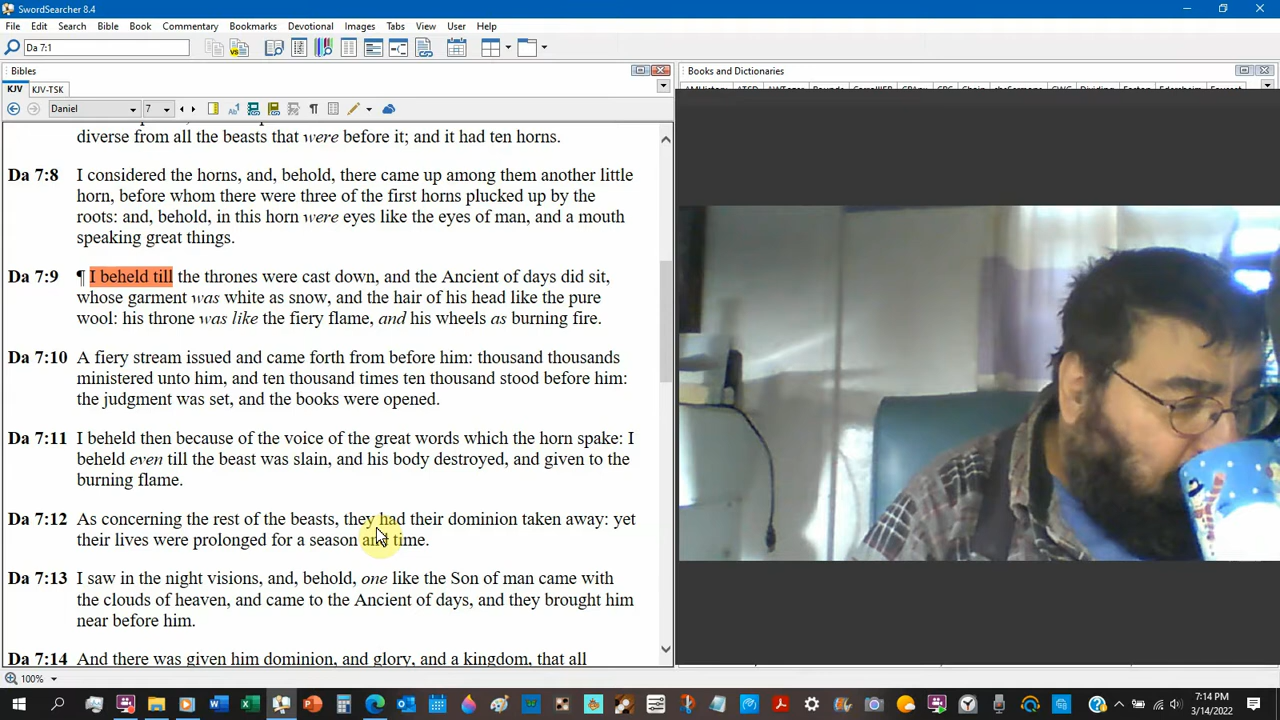 SwordSearcher 8.4
File Edit Search Bible Book Commentary Bookmarks Devotional Images Tabs View User Help
Da 7:1
Bibles
Books and Dictionaries
KJV KJV-TSK
Daniel 7
diverse from all the beasts that were before it; and it had ten horns.
Da 7:8 I considered the horns, and, behold, there came up among them another little
horn, before whom there were three of the first horns plucked up by the
roots: and, behold, in this horn were eyes like the eyes of man, and a mouth
speaking great things.
Da 7:9 ¶ I beheld till the thrones were cast down, and the Ancient of days did sit,
whose garment was white as snow, and the hair of his head like the pure
wool: his throne was like the fiery flame, and his wheels as burning fire.
Da 7:10 A fiery stream issued and came forth from before him: thousand thousands
ministered unto him, and ten thousand times ten thousand stood before him:
the judgment was set, and the books were opened.
Da 7:11 I beheld then because of the voice of the great words which the horn spake: I
beheld even till the beast was slain, and his body destroyed, and given to the
burning flame.
Da 7:12 As concerning the rest of the beasts, they had their dominion taken away: yet
their lives were prolonged for a season and time.
Da 7:13 I saw in the night visions, and, behold, one like the Son of man came with
the clouds of heaven, and came to the Ancient of days, and they brought him
near before him.
Da 7:14 And there was given him dominion, and glory, and a kingdom, that all
100%
7:14 PM
3/14/2022